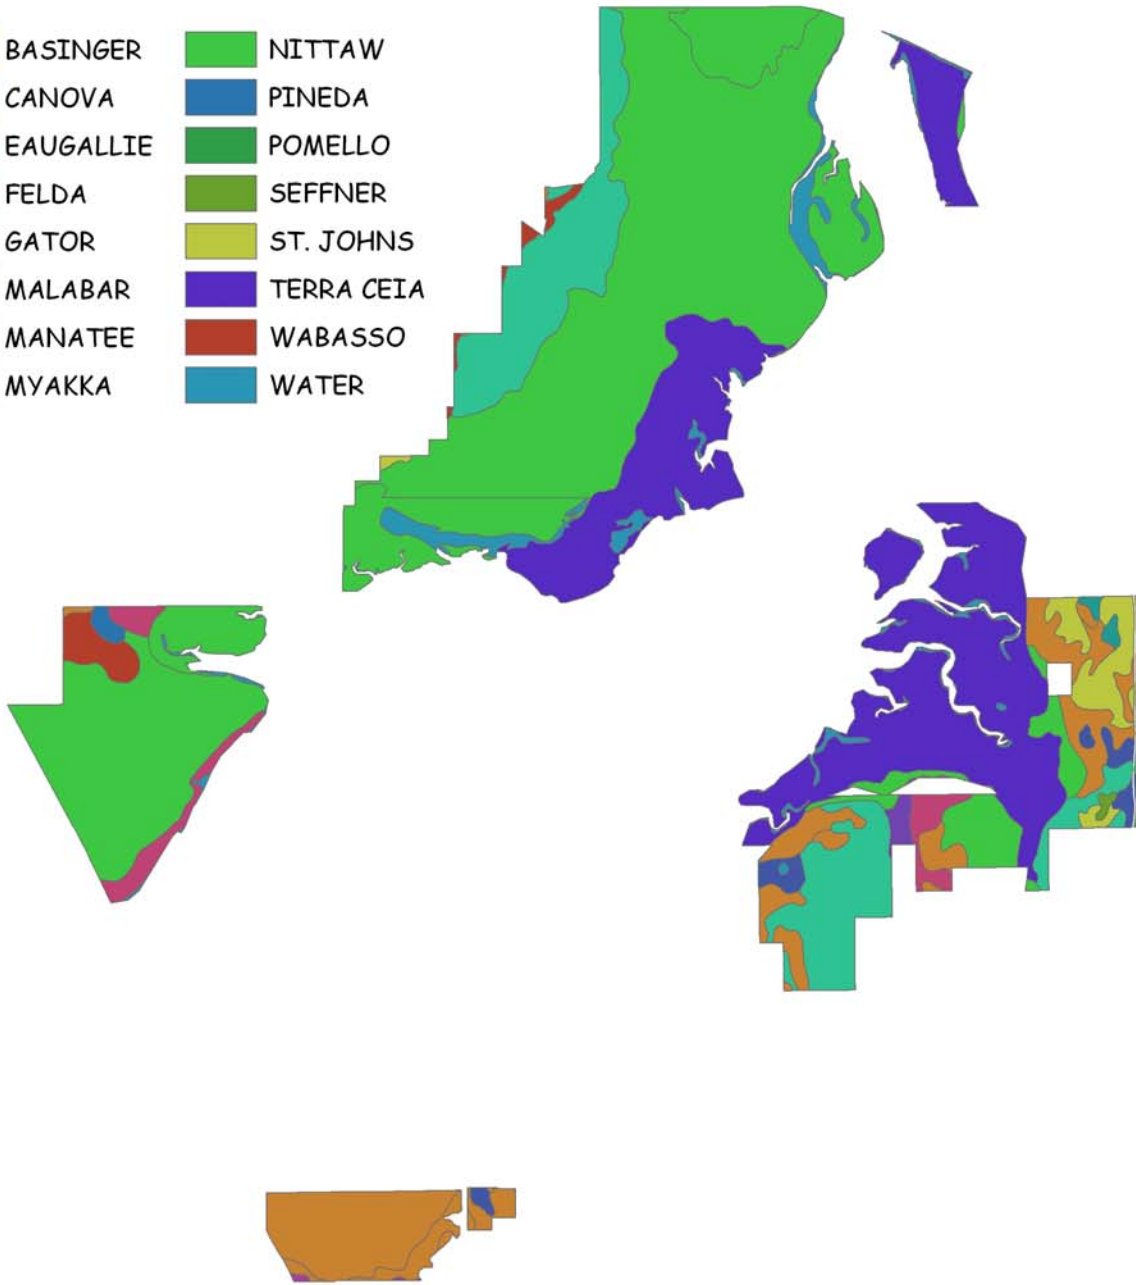 BASINGER NITTAW
CANOVA PINEDA
EAUGALLIE POMELLO
FELDA SEFFNER
GATOR ST. JOHNS
MALABAR TERRA CEIA
MANATEE WABASSO
MYAKKA WATER